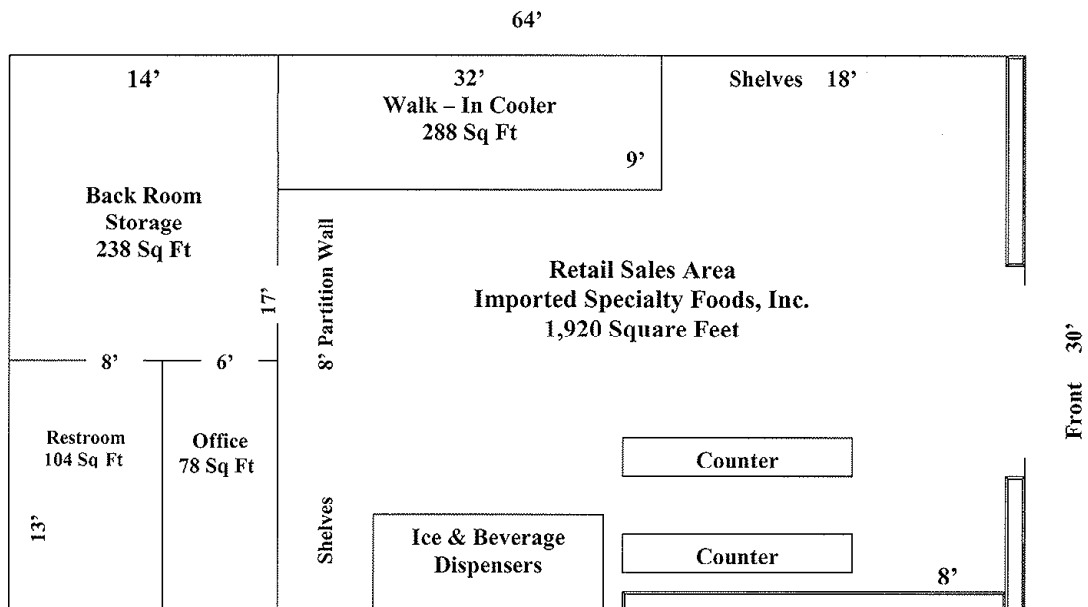 64’
14’
32’
Walk – In Cooler
288 Sq Ft
9’
Shelves 18’
Back Room
Storage
238 Sq Ft
17’
8’ Partition Wall
Retail Sales Area
Imported Specialty Foods, Inc.
1,920 Square Feet
Front 30’
8’
6’
Restroom
104 Sq Ft
13’
Office
78 Sq Ft
Shelves
Ice & Beverage
Dispensers
Counter
Counter
8’